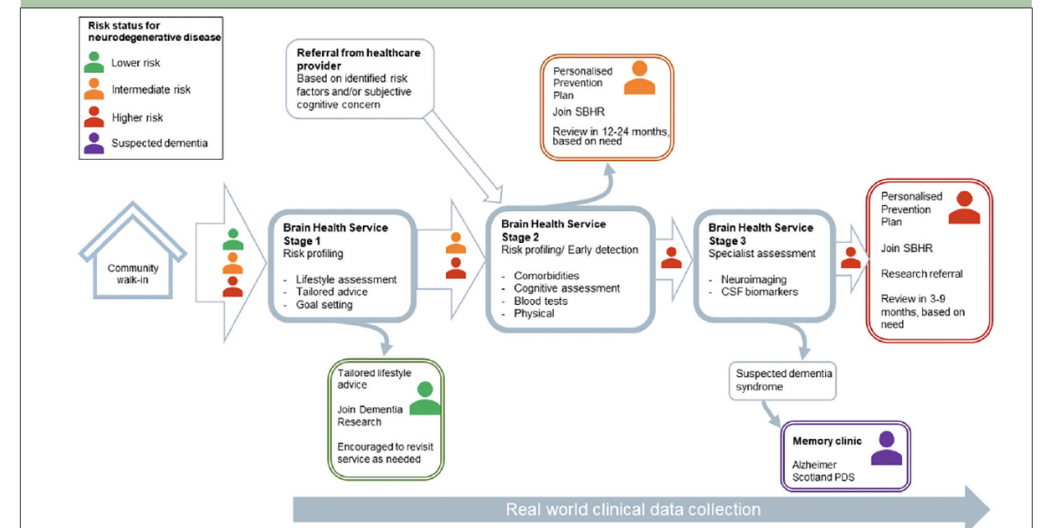 Risk status for
neurodegenerative disease
Lower risk
Intermediate risk
Higher risk
Suspected dementia
Referral from healthcare
provider
Based on identified risk
factors and/or subjective
cognitive concern
Personalised
Prevention
Plan
Join SBHR
Review in 12-24 months,
based on need
Community
walk-in
Brain Health Service
Stage 1
Risk profiling
- Lifestyle assessment
- Tailored advice
- Goal setting
Brain Health Service
Stage 2
Risk profiling/ Early detection
- Comorbidities
- Cognitive assessment
- Blood tests
- Physical
Brain Health Service
Stage 3
Specialist assessment
- Neuroimaging
- CSF biomarkers
Personalised
Prevention
Plan
Join SBHR
Research referral
Review in 3-9
months, based on
need
Tailored lifestyle
advice
Join Dementia
Research
Encouraged to revisit
service as needed
Suspected dementia
syndrome
Memory clinic
Alzheimer
Scotland PDS
Real world clinical data collection